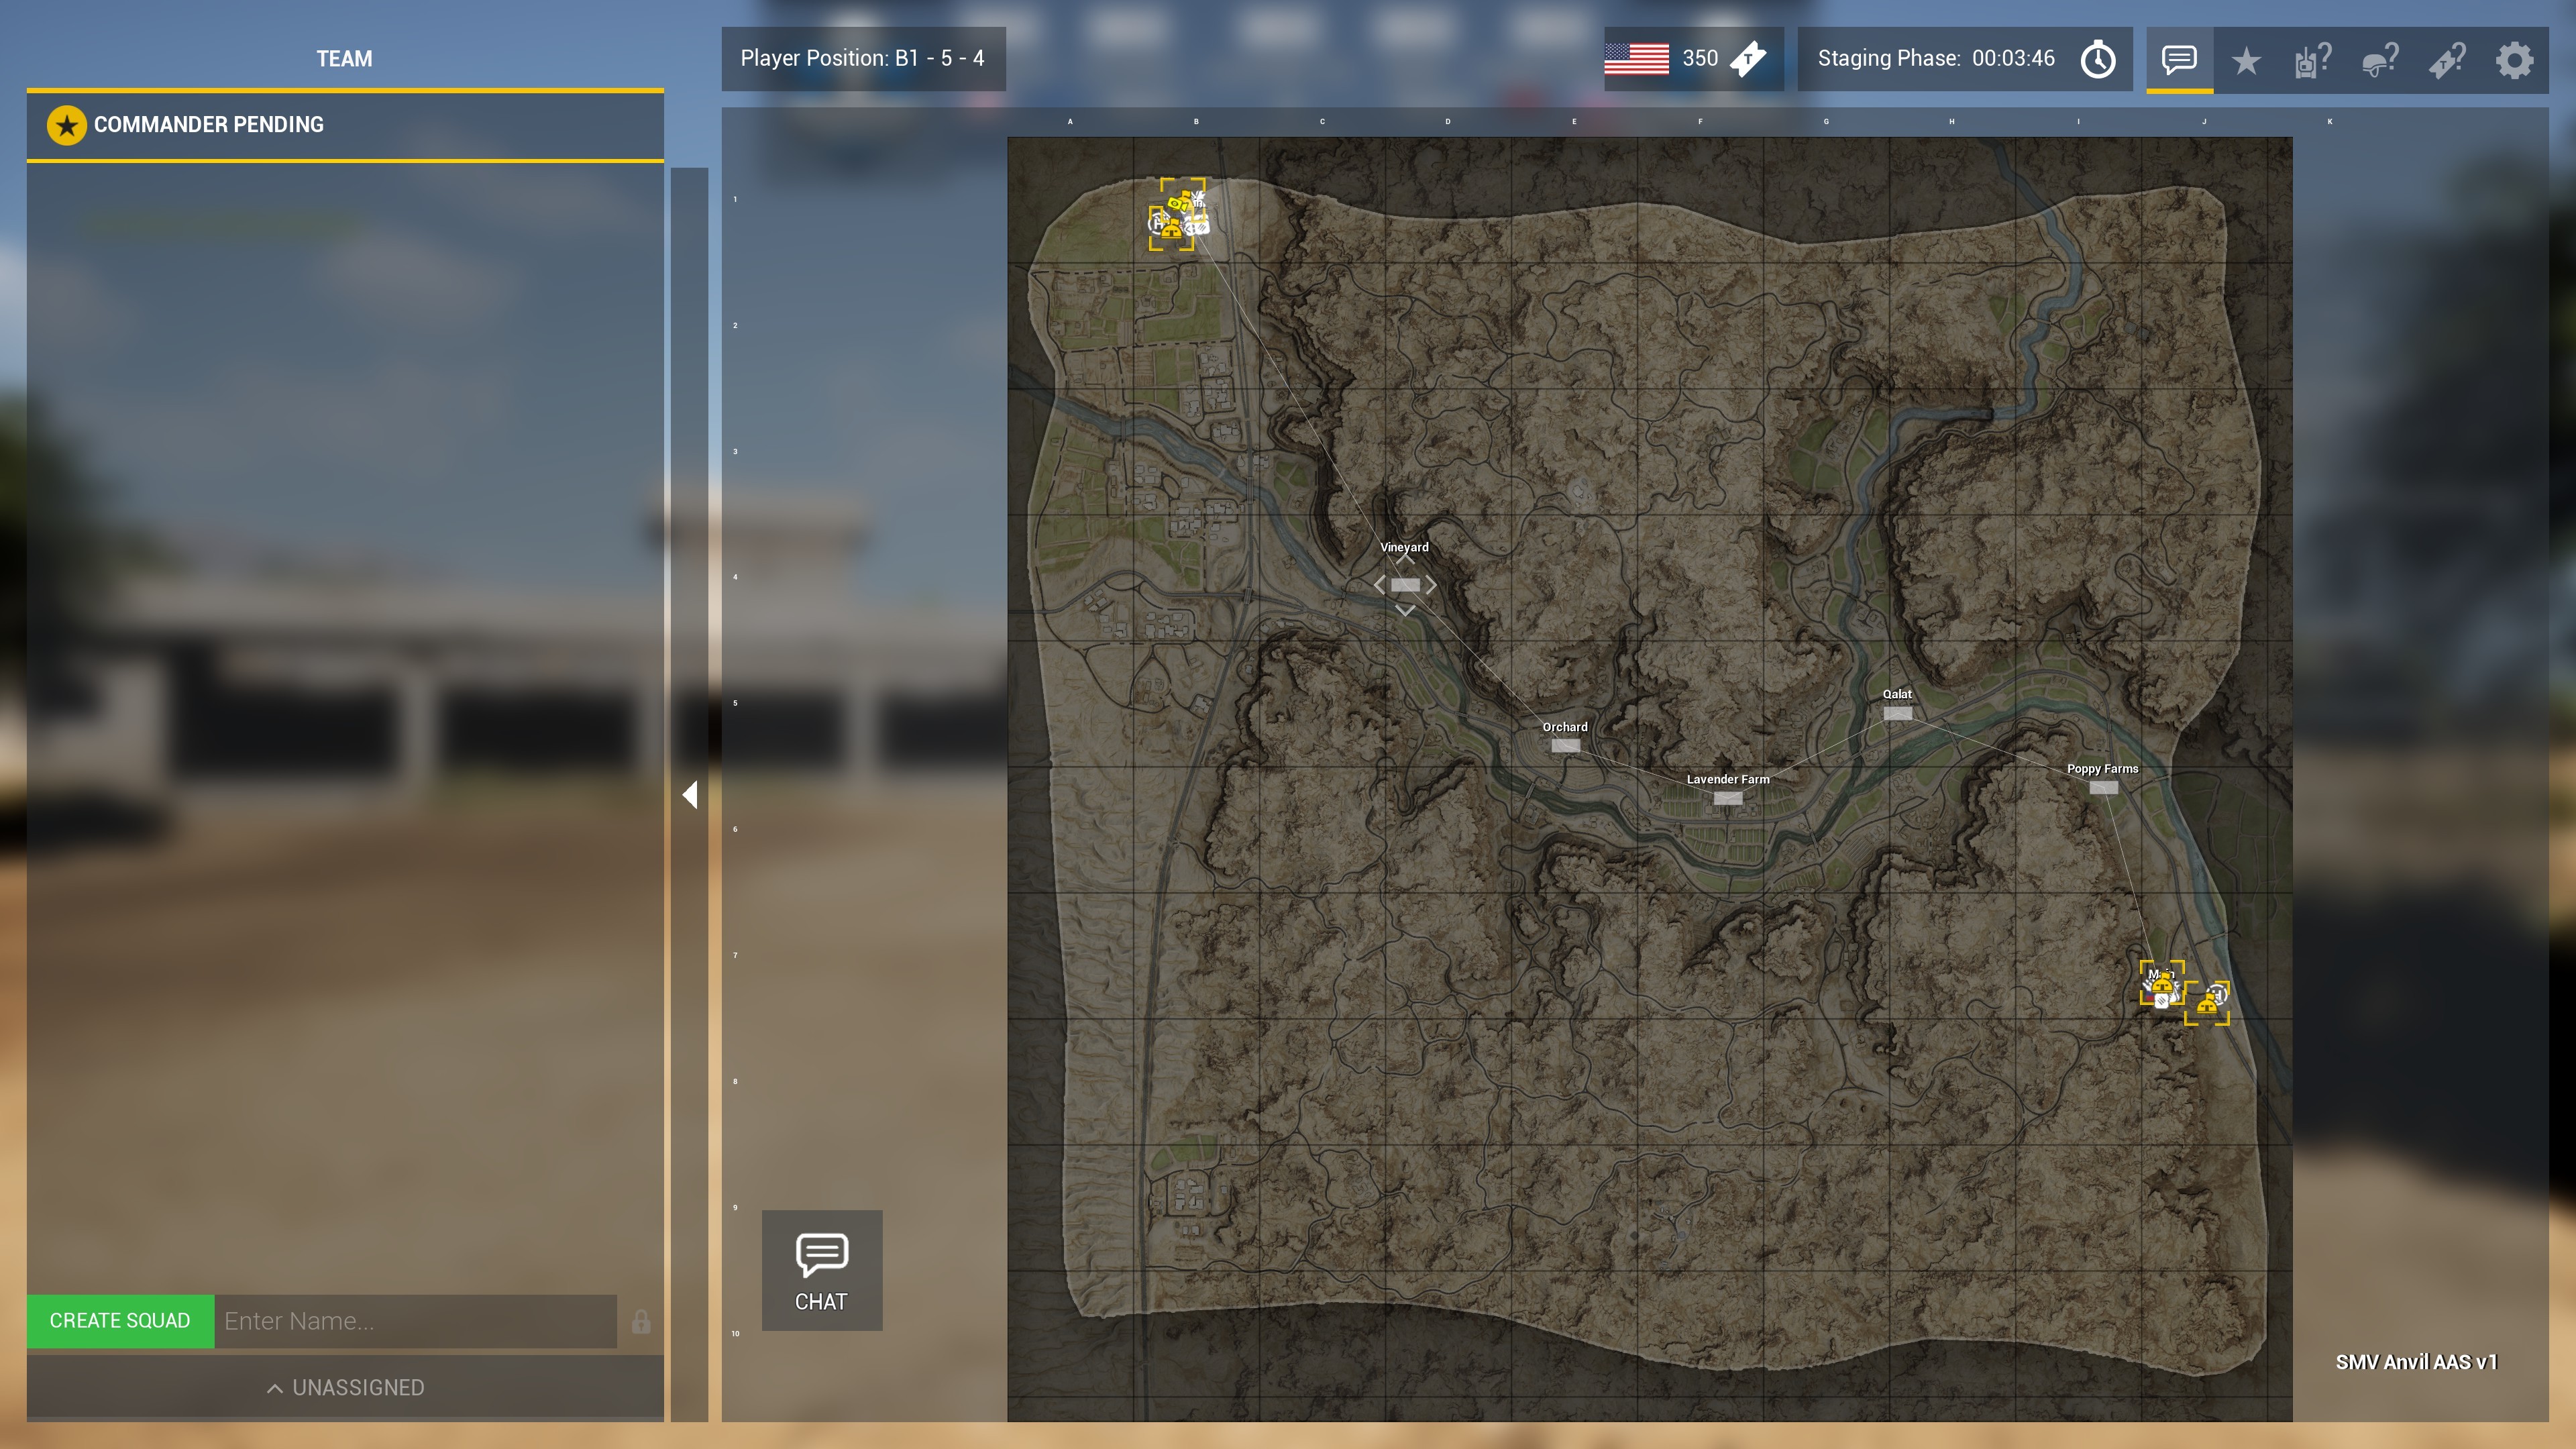 TEAM
Player Position: B1 - 5 - 4
350
T
Staging Phase: 00:03:46
COMMANDER PENDING
A B C D E F G H I J K
1
2
3
4
Vineyard
5
Qalat
Orchard
Poppy Farms
Lavender Farm
6
7
Main
8
9
CHAT
CREATE SQUAD
Enter Name...
10
SMV Anvil AAS v1
UNASSIGNED